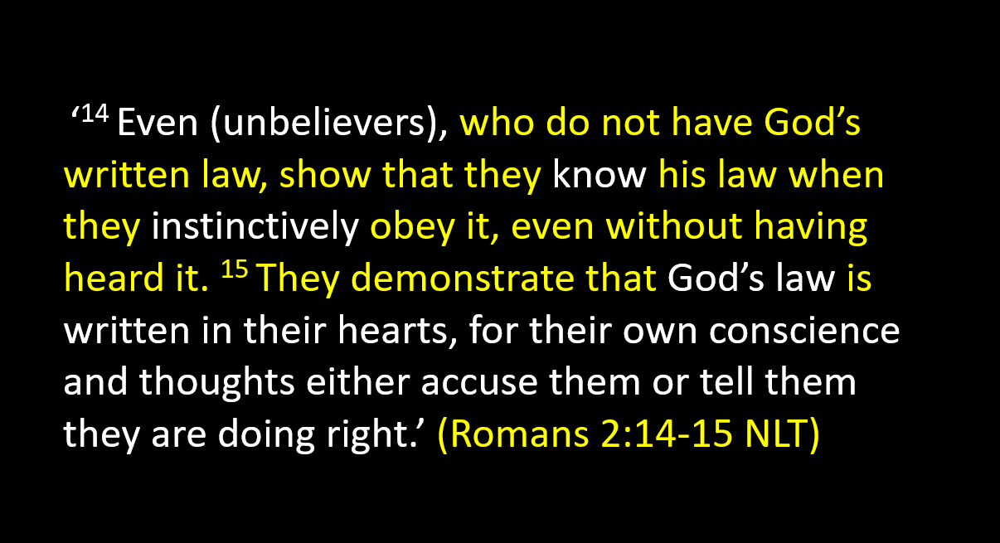 ‘14 Even (unbelievers), who do not have God’s
written law, show that they know his law when
they instinctively obey it, even without having
heard it. 15 They demonstrate that God’s law is
written in their hearts, for their own conscience
and thoughts either accuse them or tell them
they are doing right.’ (Romans 2:14-15 NLT)